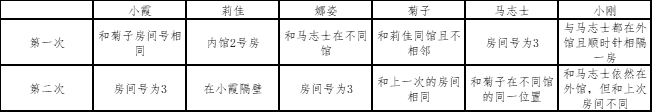 小霞 莉佳 娜姿 菊子 马志士 小刚
第一次 和菊子房间号相同 内馆2号房 和马志士在不同馆 和莉佳同馆且不相邻 房间号为3 与马志士都在外馆且顺时针相隔一房
第二次 房间号为3 在小霞隔壁 房间号为3 和上一次的房间相同 和菊子在不同馆的同一位置 和马志士依然在外馆，但和上次房间不同